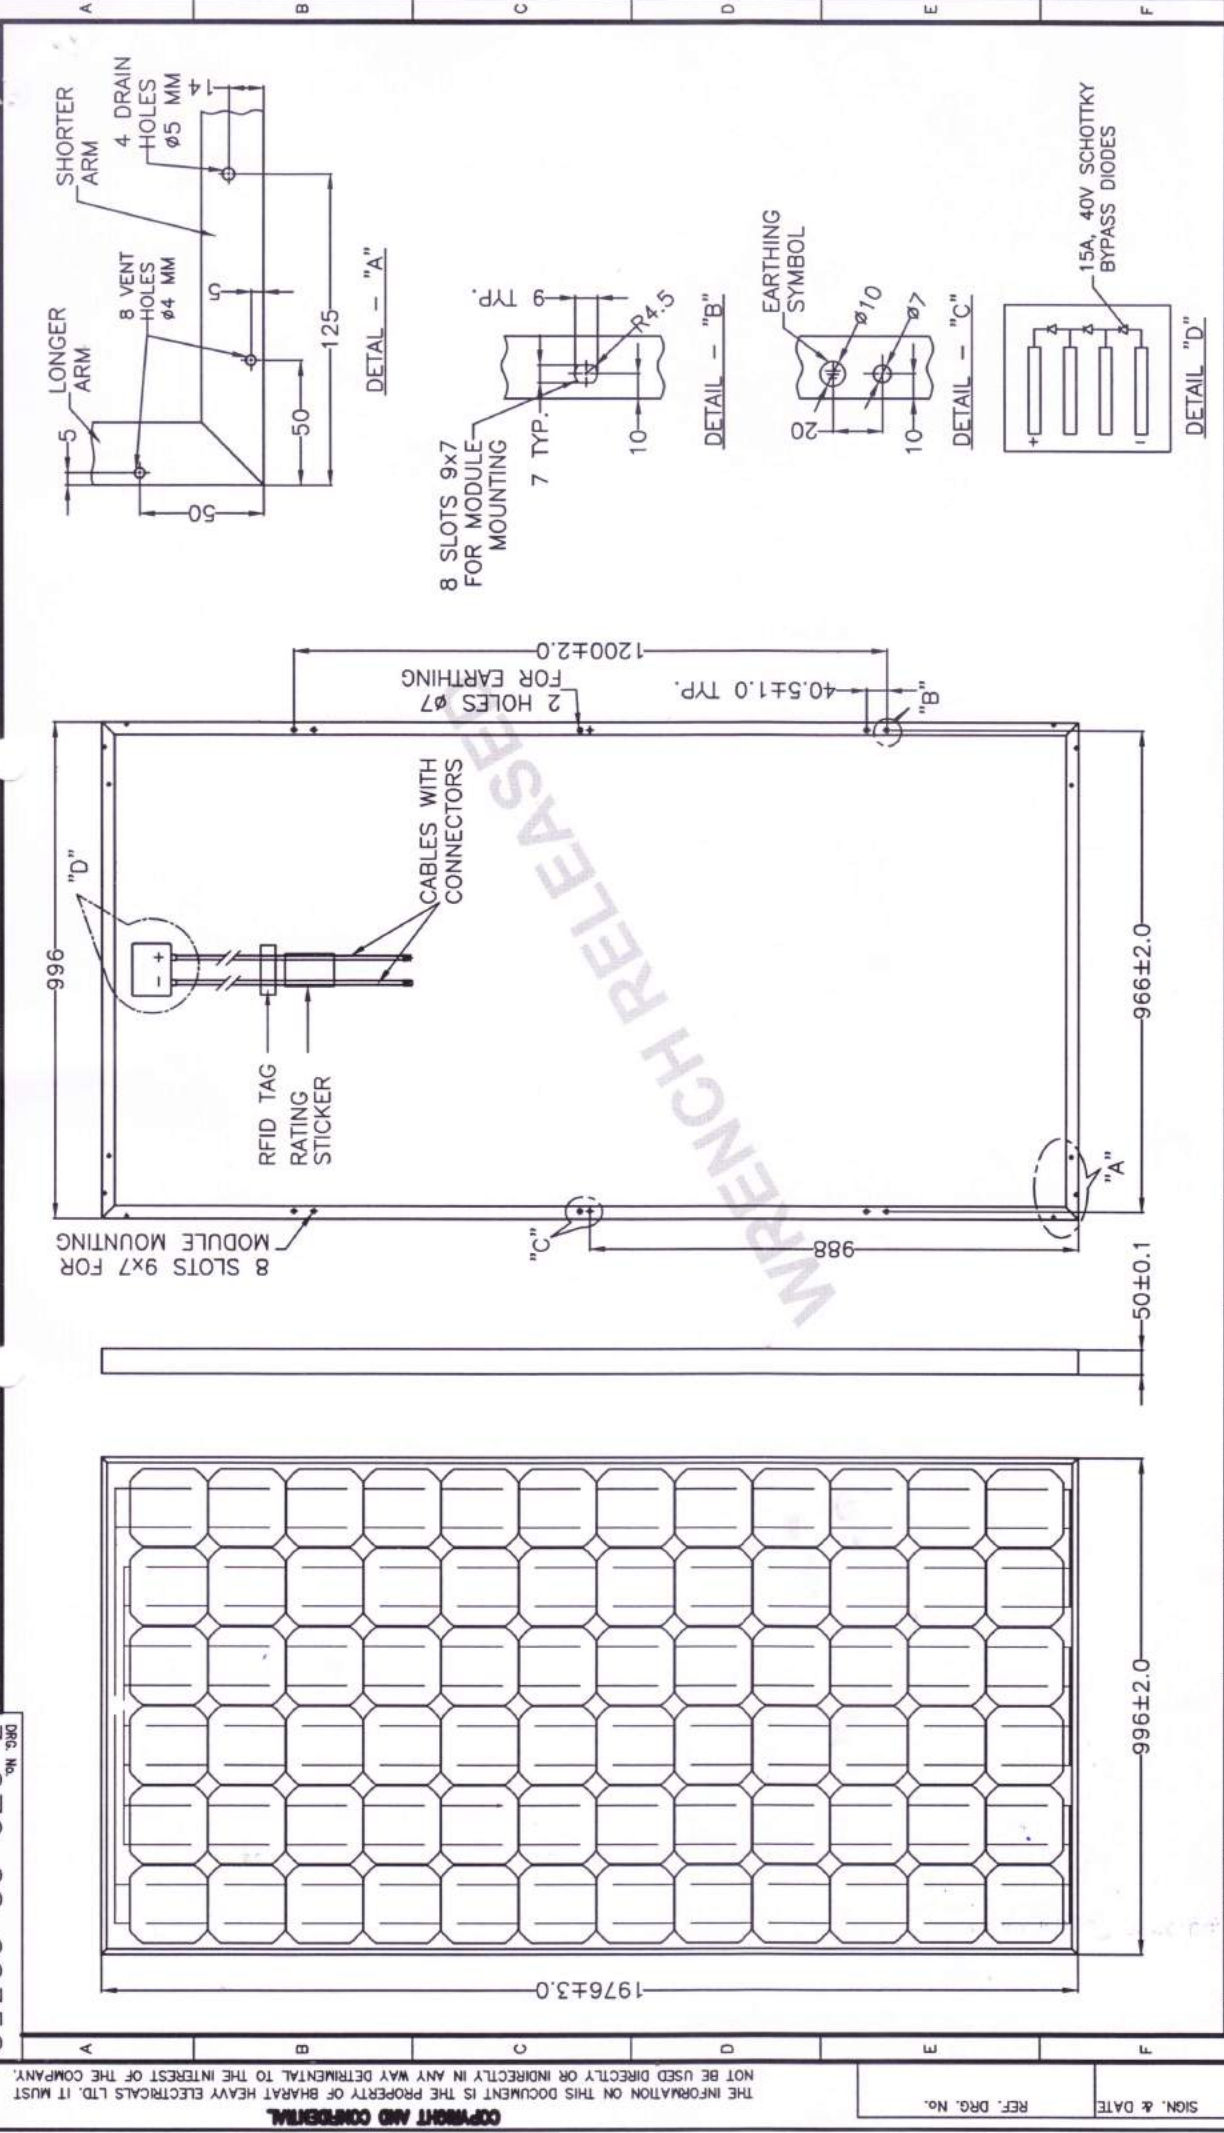 A
B
C
D
E
F
LONGER
ARM
SHORTER
ARM
5
8 VENT
HOLES
ø4 MM
4 DRAIN
HOLES
ø5 MM
14
5
50
50
125
DETAL - "A"
8 SLOTS 9x7
FOR MODULE
MOUNTING
7 TYP.
9 TYP.
R4.5
10
DETAIL - "B"
EARTHING
SYMBOL
20
ø10
ø7
10
DETAIL - "C"
15A, 40V SCHOTTKY
BYPASS DIODES
+
-
DETAIL "D"
996
"D"
- +
CABLES WITH
CONNECTORS
RFID TAG
RATING
STICKER
8 SLOTS 9x7 FOR
MODULE MOUNTING
2 HOLES ø7
FOR EARTHING
1200±2.0
40.5±1.0 TYP.
"B"
"C"
988
"A"
966±2.0
50±0.1
WRENCH RELEASED
1976±3.0
996±2.0
DRG. No.
A
B
C
D
E
F
COPYRIGHT AND CONFIDENTIAL
THE INFORMATION ON THIS DOCUMENT IS THE PROPERTY OF BHARAT HEAVY ELECTRICALS LTD. IT MUST
NOT BE USED DIRECTLY OR INDIRECTLY IN ANY WAY DETRIMENTAL TO THE INTEREST OF THE COMPANY.
REF. DRG. No.
SIGN. & DATE